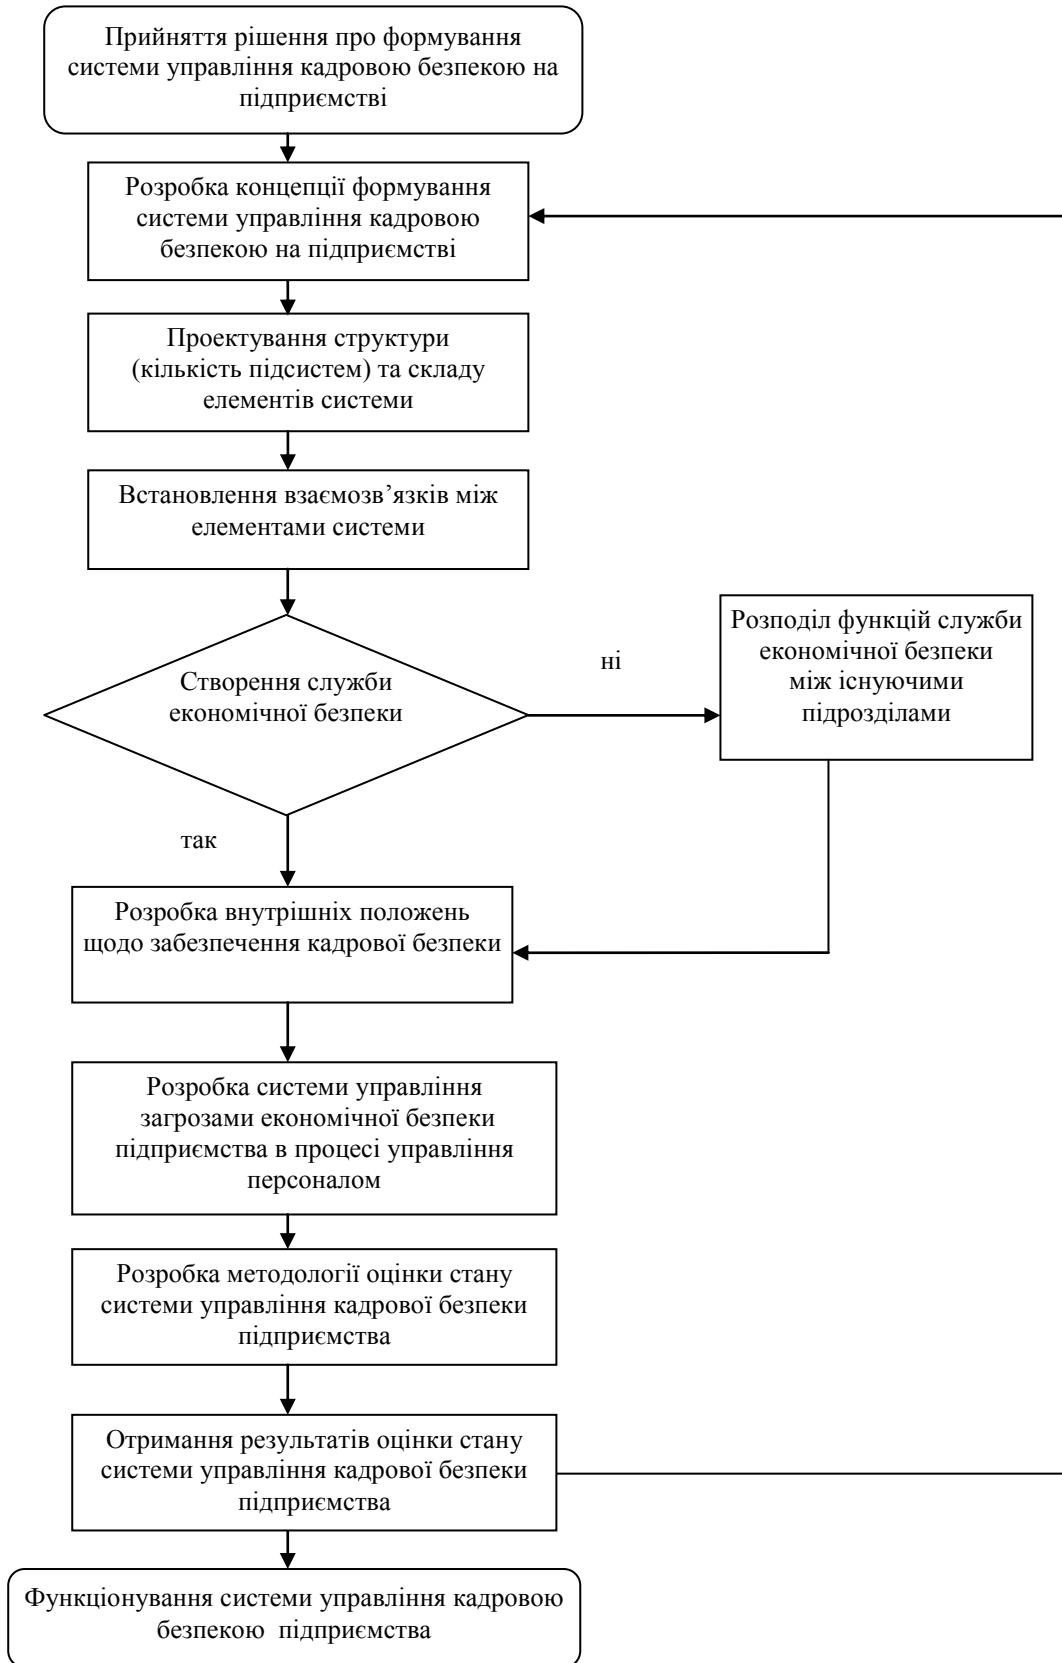 Прийняття рішення про формування
системи управління кадровою безпекою на
підприємстві
Розробка концепції формування
системи управління кадровою
безпекою на підприємстві
Проектування структури
(кількість підсистем) та складу
елементів системи
Встановлення взаємозв’язків між
елементами системи
Створення служби
економічної безпеки
ні
Розподіл функцій служби
економічної безпеки
між існуючими
підрозділами
так
Розробка внутрішніх положень
щодо забезпечення кадрової безпеки
Розробка системи управління
загрозами економічної безпеки
підприємства в процесі управління
персоналом
Розробка методології оцінки стану
системи управління кадрової безпеки
підприємства
Отримання результатів оцінки стану
системи управління кадрової безпеки
підприємства
Функціонування системи управління кадровою
безпекою підприємства